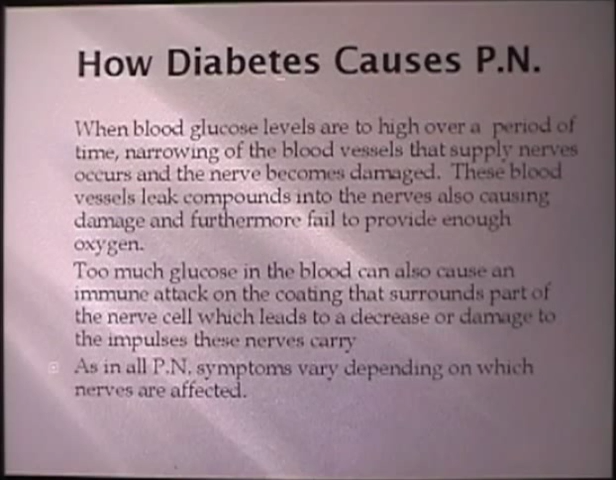 How Diabetes Causes P.N.
When blood glucose levels are to high over a period of
time, narrowing of the blood vessels that supply nerves
occurs and the nerve becomes damaged. These blood
vessels leak compounds into the nerves also causing
damage and furthermore fail to provide enough
oxygen.
Too much glucose in the blood can also cause an
immune attack on the coating that surrounds part of
the nerve cell which leads to a decrease or damage to
the impulses these nerves carry
As in all P.N. symptoms vary depending on which
nerves are affected.